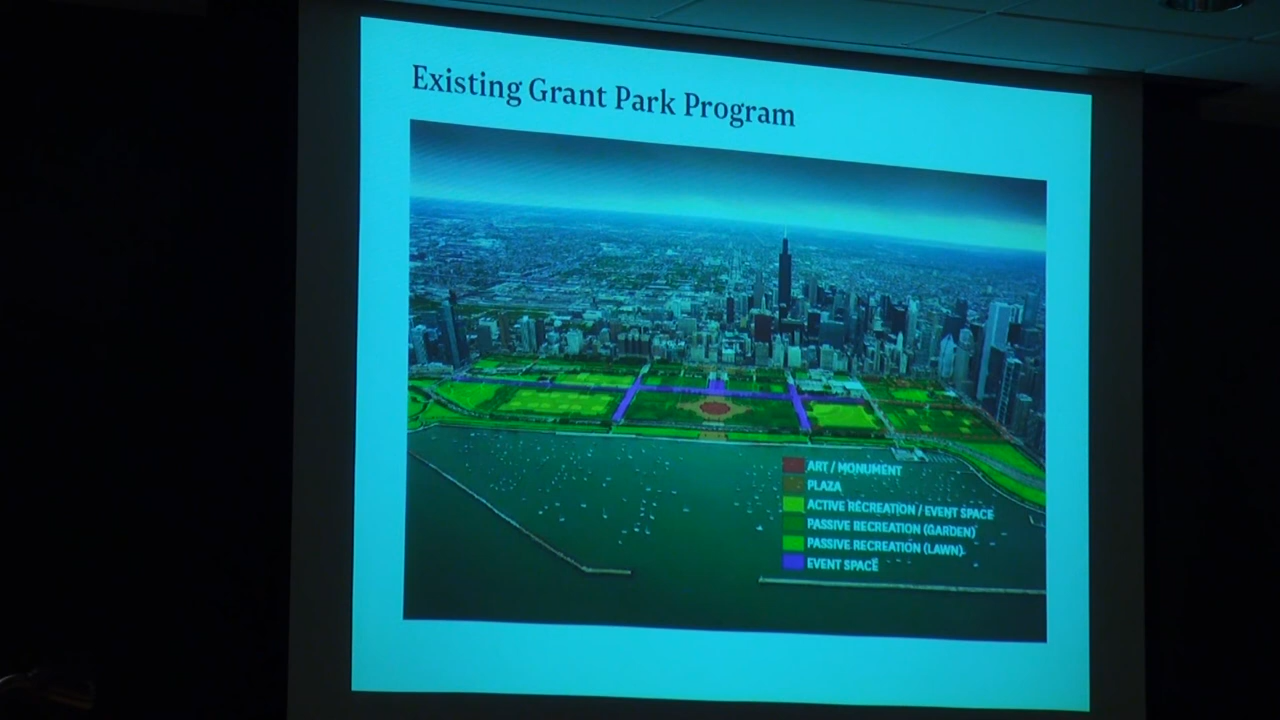 Existing Grant Park Program
ART / MONUMENT
PLAZA
ACTIVE RECREATION / EVENT SPACE
PASSIVE RECREATION (GARDEN)
PASSIVE RECREATION (LAWN)
EVENT SPACE